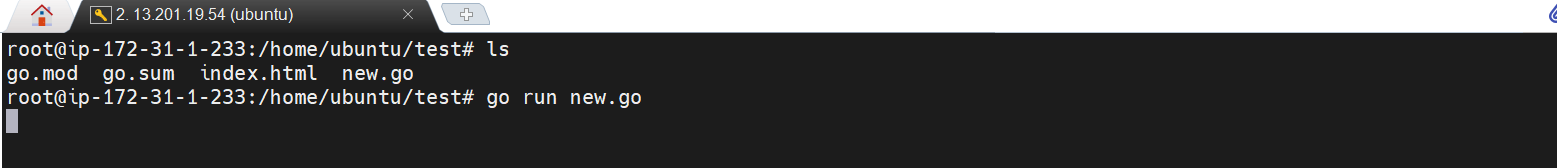 2. 13.201.19.54 (ubuntu)
root@ip-172-31-1-233:/home/ubuntu/test# ls
go.mod  go.sum  index.html  new.go
root@ip-172-31-1-233:/home/ubuntu/test# go run new.go